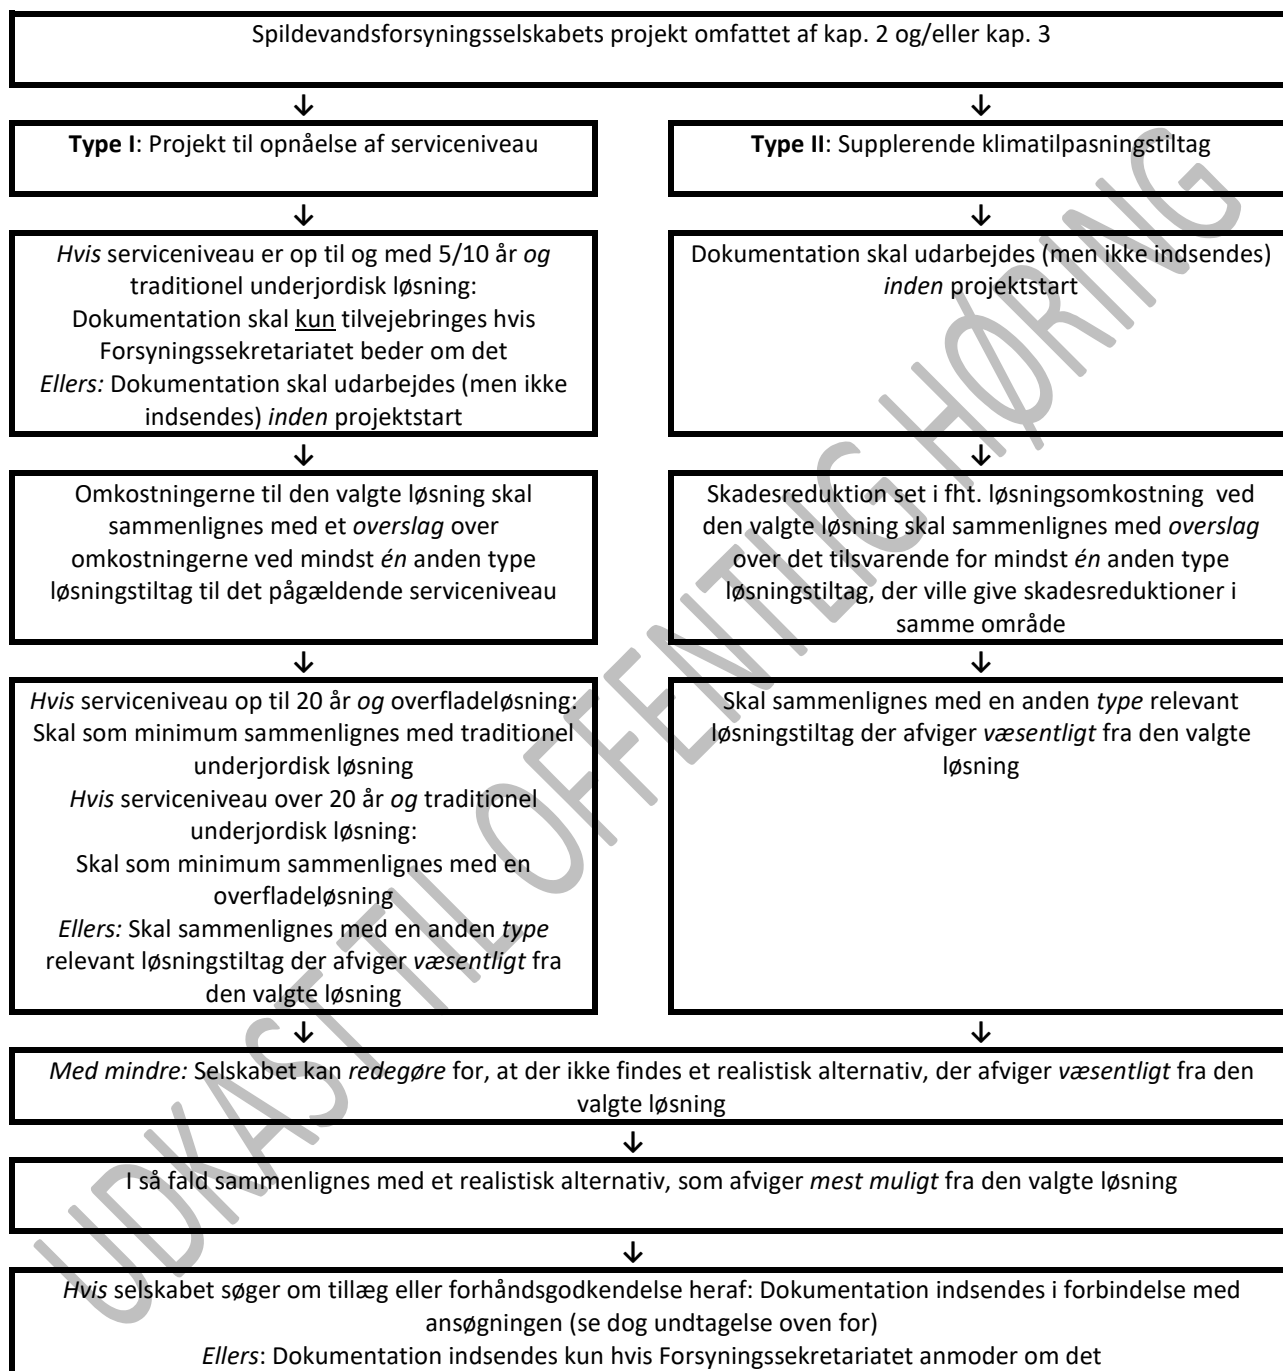 Spildevandsforsyningsselskabets projekt omfattet af kap. 2 og/eller kap. 3
↓
↓
Type I: Projekt til opnåelse af serviceniveau
Type II: Supplerende klimatilpasningstiltag
↓
↓
Hvis serviceniveau er op til og med 5/10 år og
traditionel underjordisk løsning:
Dokumentation skal kun tilvejebringes hvis
Forsyningssekretariatet beder om det
Ellers: Dokumentation skal udarbejdes (men ikke
indsendes) inden projektstart
Dokumentation skal udarbejdes (men ikke indsendes)
inden projektstart
↓
↓
Omkostningerne til den valgte løsning skal
sammenlignes med et overslag over
omkostningerne ved mindst én anden type
løsningstiltag til det pågældende serviceniveau
Skadesreduktion set i fht. løsningsomkostning ved
den valgte løsning skal sammenlignes med overslag
over det tilsvarende for mindst én anden type
løsningstiltag, der ville give skadesreduktioner i
samme område
↓
↓
Hvis serviceniveau op til 20 år og overfladeløsning:
Skal som minimum sammenlignes med traditionel
underjordisk løsning
Hvis serviceniveau over 20 år og traditionel
underjordisk løsning:
Skal som minimum sammenlignes med en
overfladeløsning
Ellers: Skal sammenlignes med en anden type
relevant løsningstiltag der afviger væsentligt fra
den valgte løsning
Skal sammenlignes med en anden type relevant
løsningstiltag der afviger væsentligt fra den valgte
løsning
↓
↓
Med mindre: Selskabet kan redegøre for, at der ikke findes et realistisk alternativ, der afviger væsentligt fra den
valgte løsning
↓
I så fald sammenlignes med et realistisk alternativ, som afviger mest muligt fra den valgte løsning
↓
Hvis selskabet søger om tillæg eller forhåndsgodkendelse heraf: Dokumentation indsendes i forbindelse med
ansøgningen (se dog undtagelse oven for)
Ellers: Dokumentation indsendes kun hvis Forsyningssekretariatet anmoder om det
UDKAST TIL OFFENTLIG HØRING